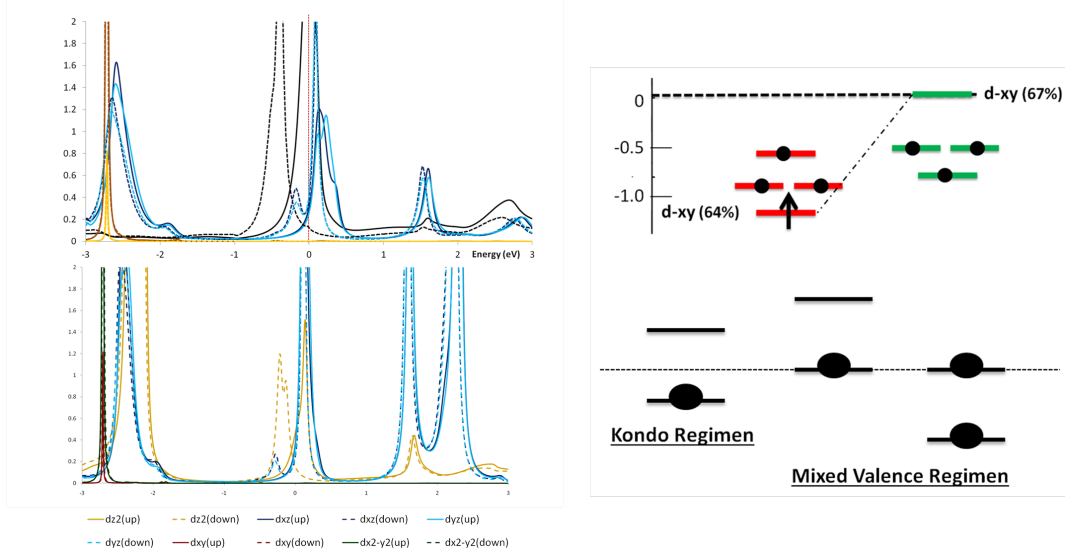 2
1.8
1.6
1.4
1.2
1
0.8
0.6
0.4
0.2
0
-3
-2
-1
0
1
2
3
Energy (eV)
2
1.8
1.6
1.4
1.2
1
0.8
0.6
0.4
0.2
0
-3
-2
-1
0
1
2
3
dz2(up)
dz2(down)
dxz(up)
dxz(down)
dyz(up)
dyz(down)
dxy(up)
dxy(down)
dx2-y2(up)
dx2-y2(down)
0
-0.5
-1.0
d-xy (67%)
d-xy (64%)
Kondo Regimen
Mixed Valence Regimen